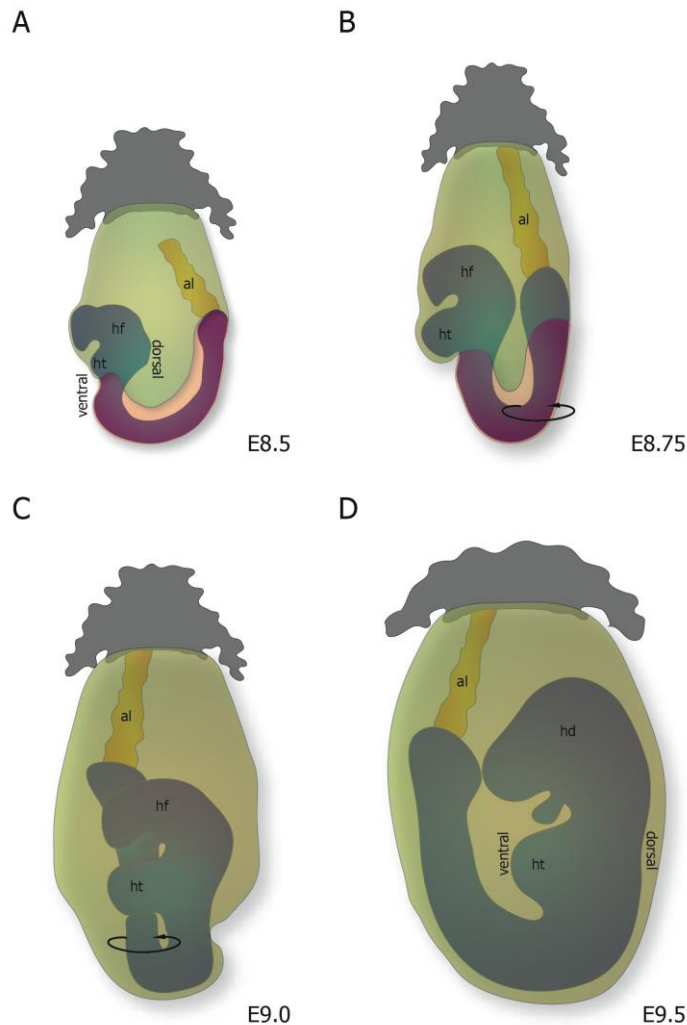 A
al
hf
ht
dorsal
ventral
E8.5
B
al
hf
ht
E8.75
C
al
hf
ht
E9.0
D
al
hd
ventral
ht
dorsal
E9.5